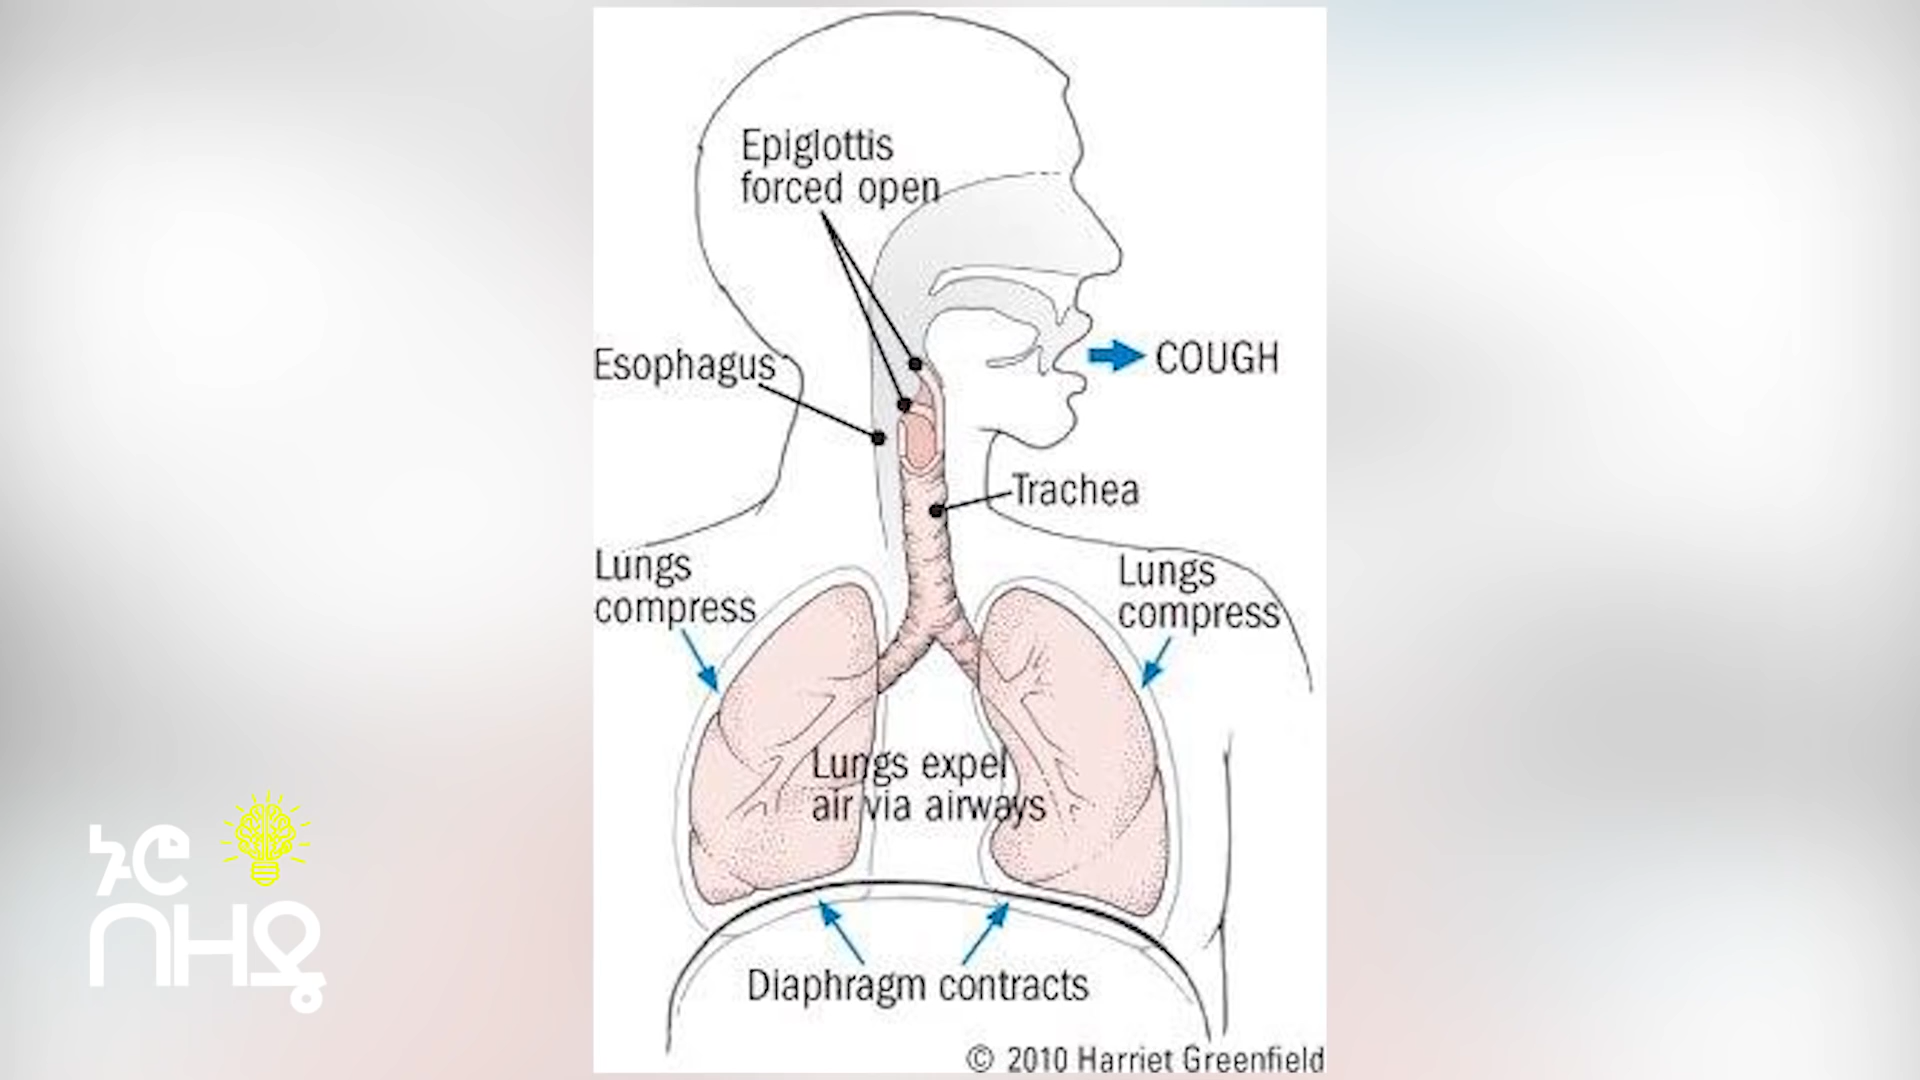 Epiglottis
forced open
Esophagus
COUGH
Trachea
Lungs
compress
Lungs
compress
Lungs expel
air via airways
Diaphragm contracts
© 2010 Harriet Greenfield
ኑሮ
በዘዴ